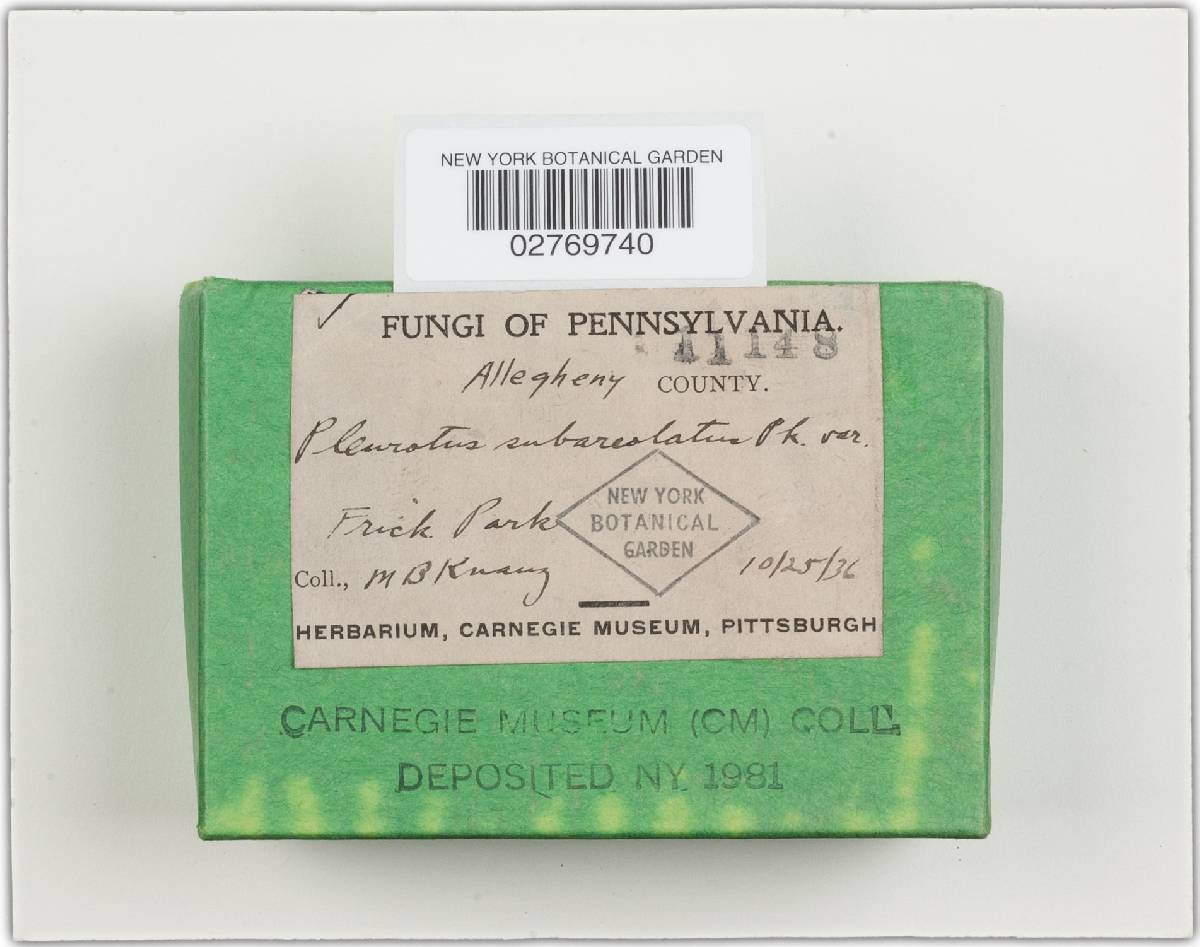 NEW YORK BOTANICAL GARDEN
02769740
FUNGI OF PENNSYLVANIA.
11148
Allegheny COUNTY.
Pleurotus subareolatus Pk. var.
Frick Park
NEW YORK
BOTANICAL
GARDEN
Coll., M B Knauz 10/25/36
HERBARIUM, CARNEGIE MUSEUM, PITTSBURGH
CARNEGIE MUSEUM (CM) COLL.
DEPOSITED NY 1981